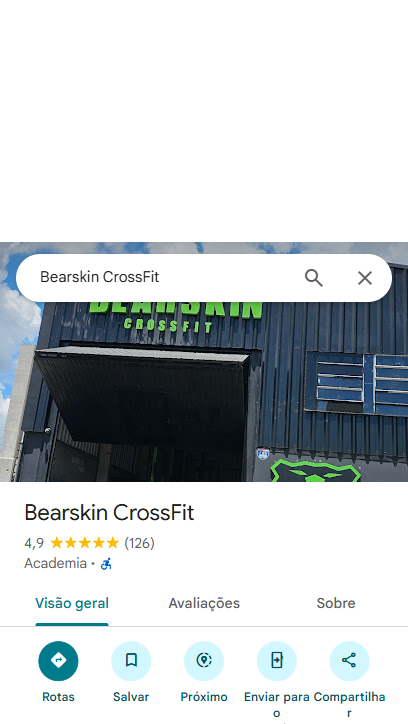 Bearskin CrossFit
BEARSKIN
CROSSFIT
Bearskin CrossFit
4,9 (126)
Academia ·
Visão geral Avaliações Sobre
Rotas Salvar Próximo Enviar para o Compartilhar